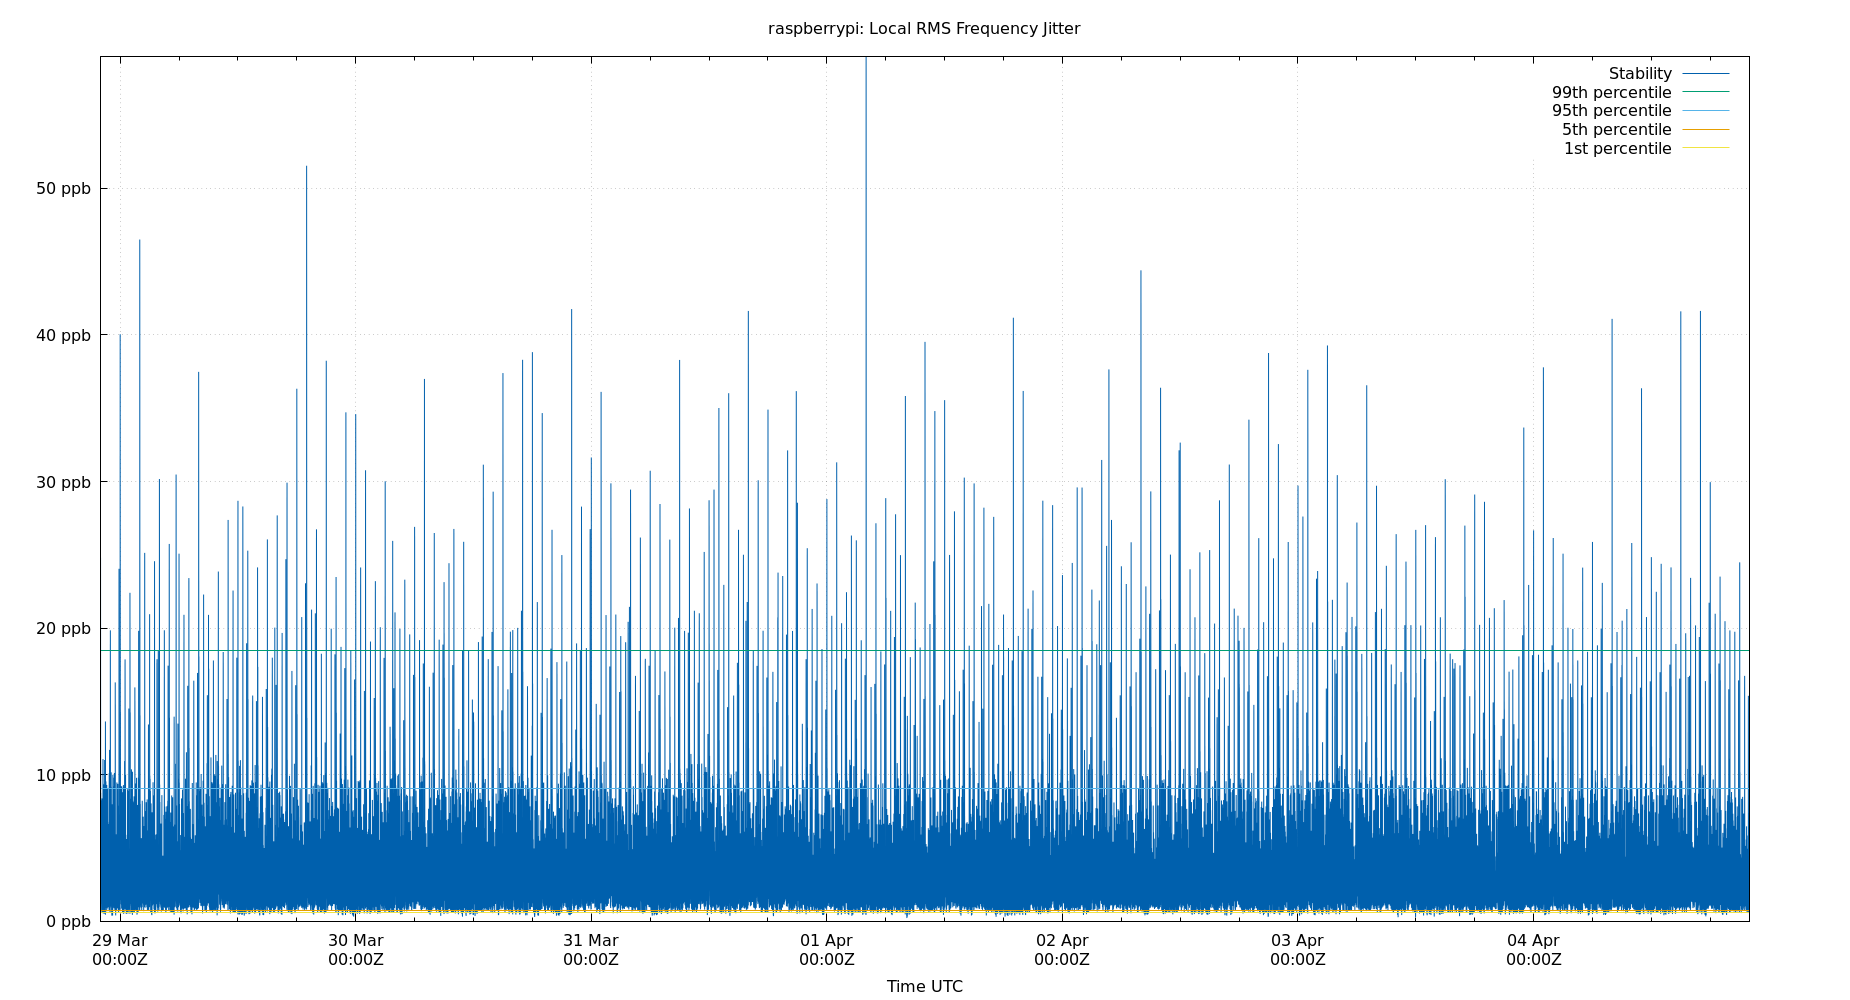 raspberrypi: Local RMS Frequency Jitter
Stability
99th percentile
95th percentile
5th percentile
1st percentile
50 ppb
40 ppb
30 ppb
20 ppb
10 ppb
0 ppb
29 Mar 30 Mar 31 Mar 01 Apr 02 Apr 03 Apr 04 Apr
00:00Z 00:00Z 00:00Z 00:00Z 00:00Z 00:00Z 00:00Z
Time UTC